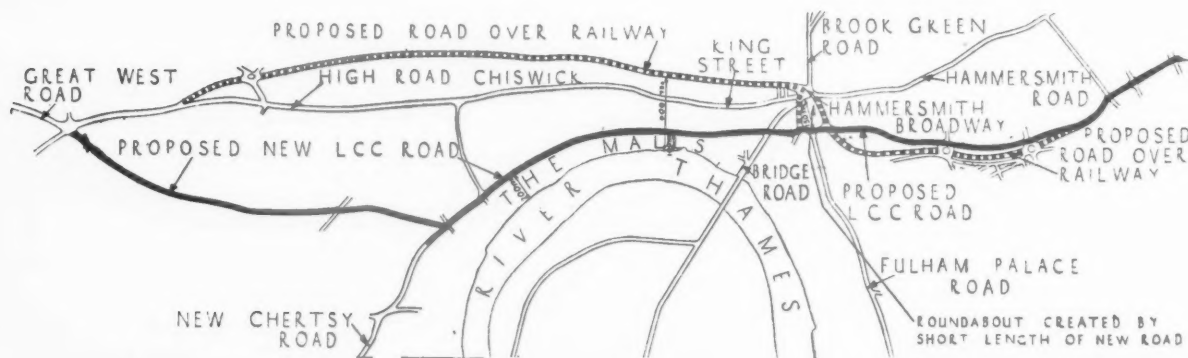 PROPOSED ROAD OVER RAILWAY
GREAT WEST
ROAD
HIGH ROAD CHISWICK
KING
STREET
BROOK GREEN
ROAD
HAMMERSMITH
ROAD
HAMMERSMITH
BROADWAY
PROPOSED NEW LCC ROAD
THE MALLS
RIVER THAMES
BRIDGE
ROAD
PROPOSED
LCC ROAD
PROPOSED
ROAD OVER
RAILWAY
FULHAM PALACE
ROAD
NEW CHERTSY
ROAD
ROUNDABOUT CREATED BY
SHORT LENGTH OF NEW ROAD